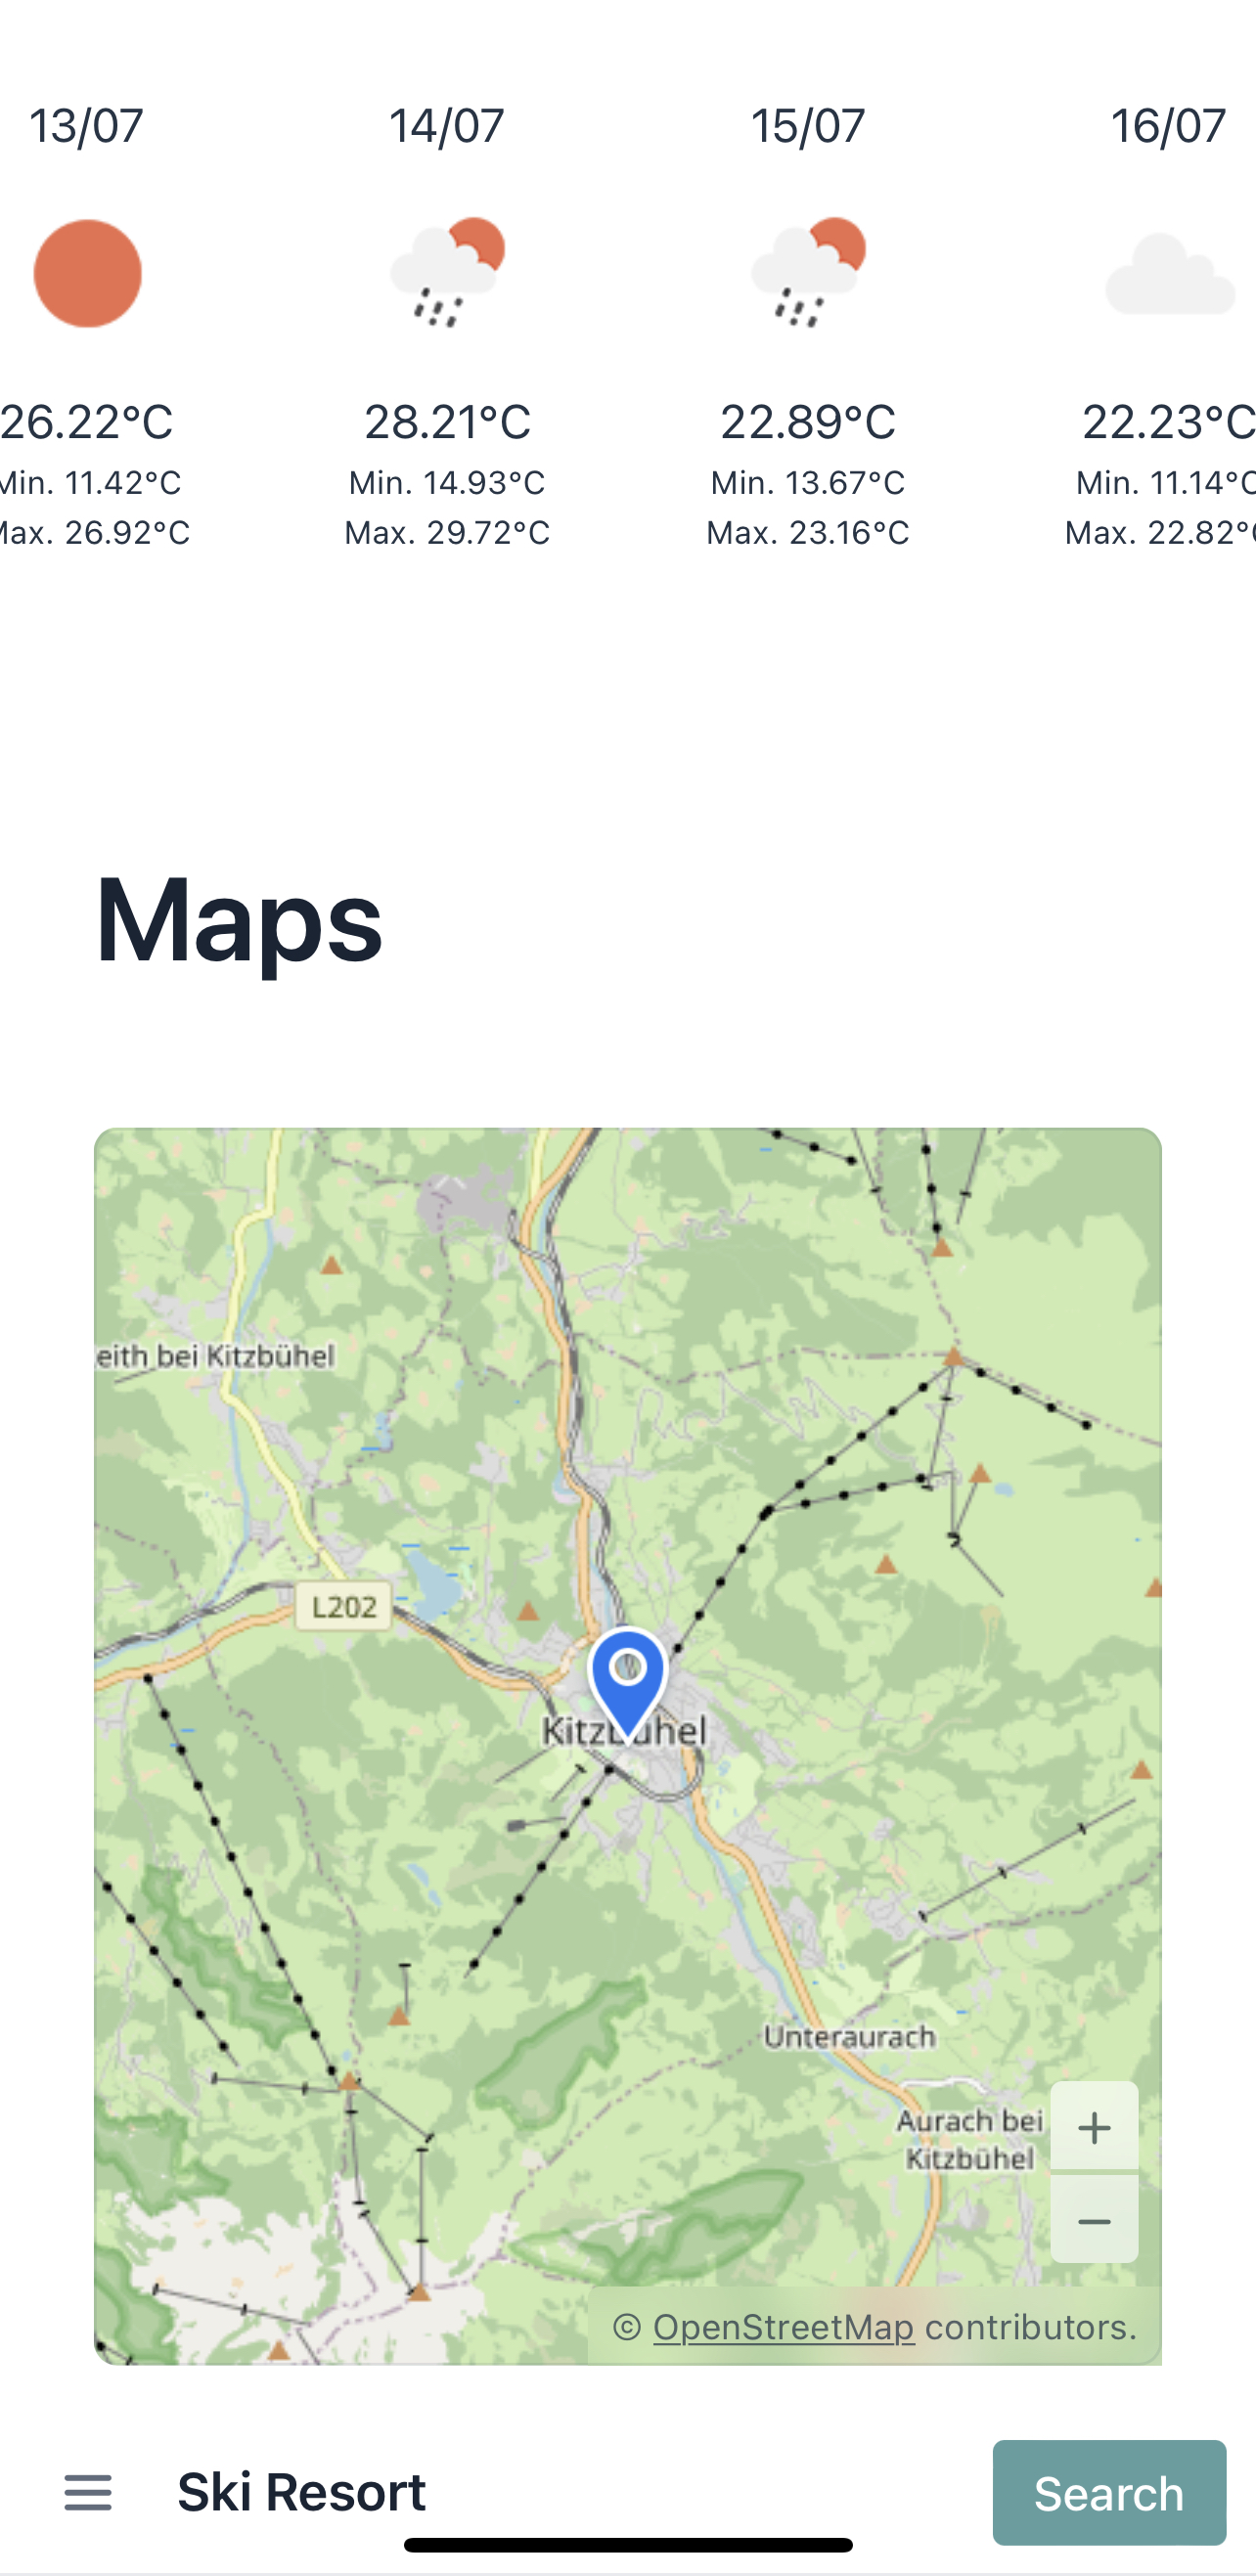 13/07 14/07 15/07 16/07
26.22°C 28.21°C 22.89°C 22.23°C
Min. 11.42°C Min. 14.93°C Min. 13.67°C Min. 11.14°C
Max. 26.92°C Max. 29.72°C Max. 23.16°C Max. 22.82°C
Maps
eith bei Kitzbühel
L202
Kitzbühel
Unteraurach
Aurach bei
Kitzbühel
+
−
© OpenStreetMap contributors.
Ski Resort
Search